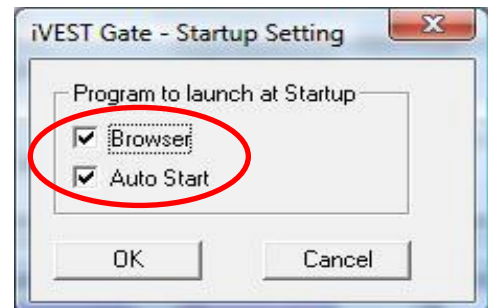 iVEST Gate - Startup Setting
Program to launch at Startup
Browser
Auto Start
OK Cancel